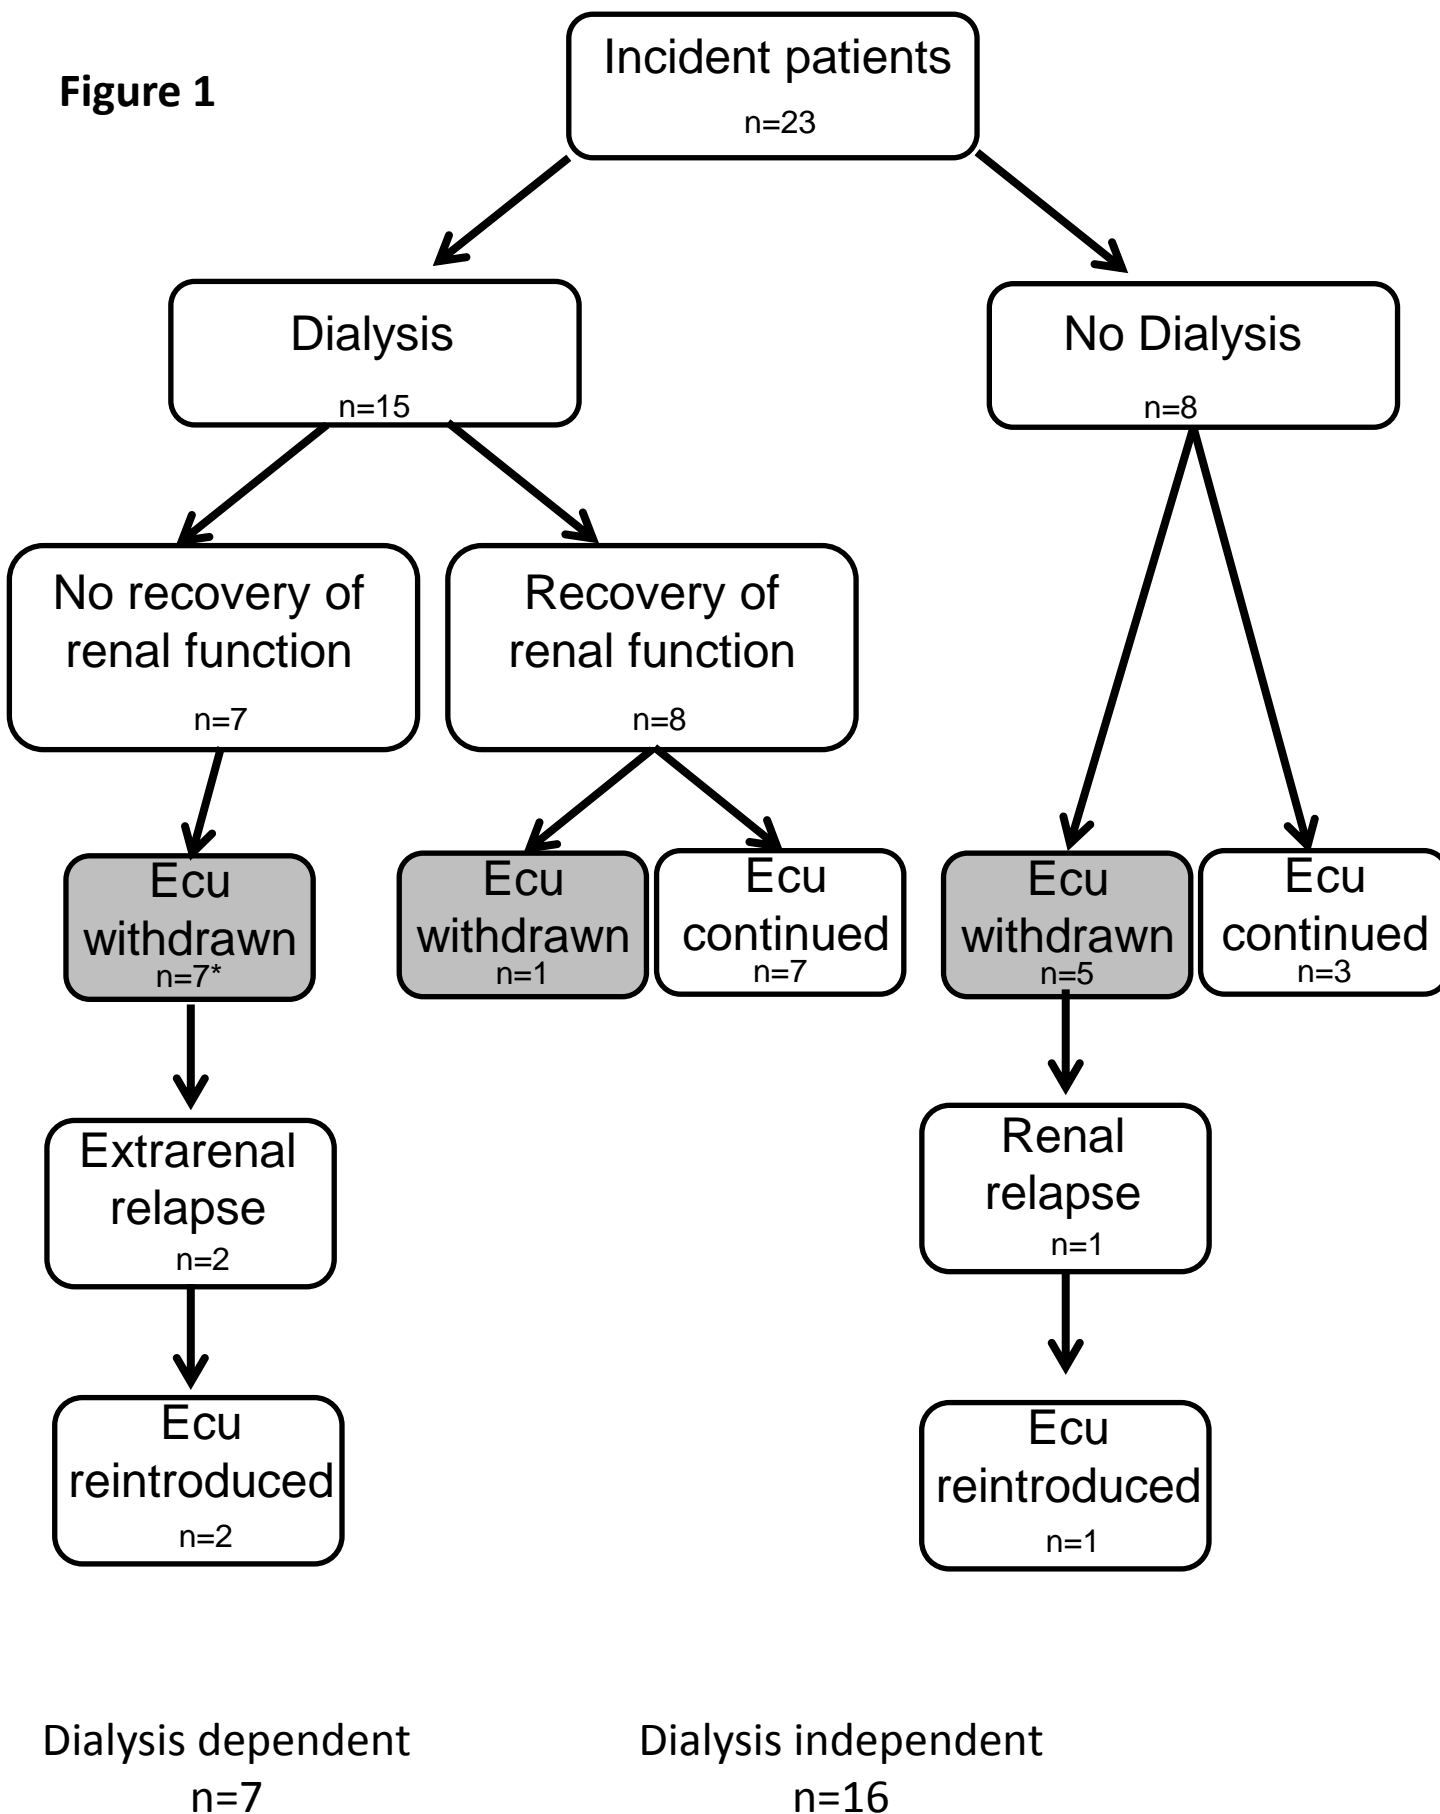 Figure 1
Incident patients
n=23
Dialysis
n=15
No Dialysis
n=8
No recovery of
renal function
n=7
Recovery of
renal function
n=8
Ecu
withdrawn
n=7*
Ecu
withdrawn
n=1
Ecu
continued
n=7
Ecu
withdrawn
n=5
Ecu
continued
n=3
Extrarenal
relapse
n=2
Renal
relapse
n=1
Ecu
reintroduced
n=2
Ecu
reintroduced
n=1
Dialysis dependent
n=7
Dialysis independent
n=16